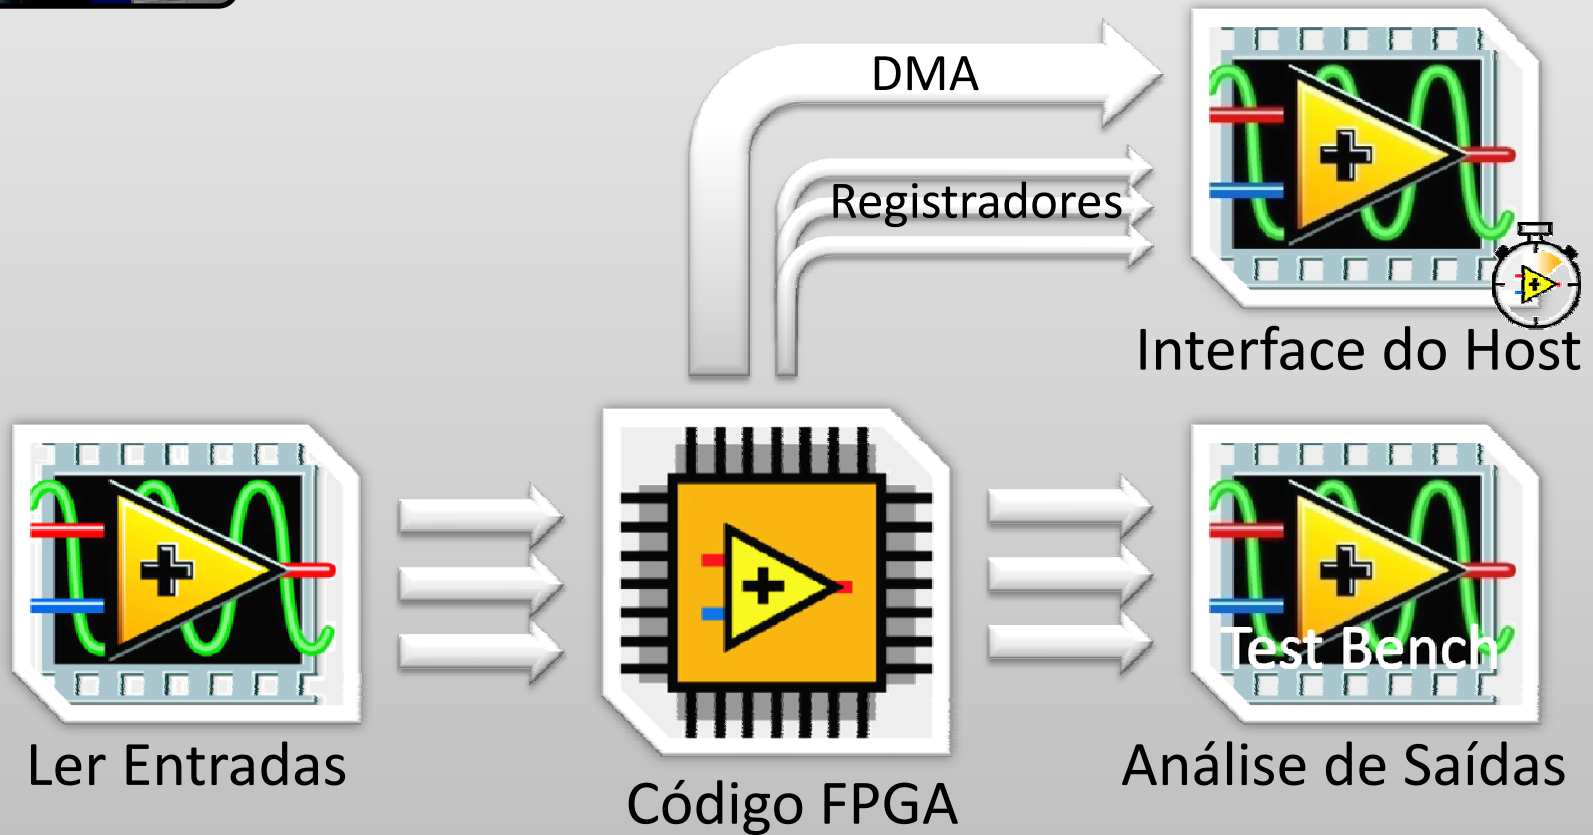 DMA
Registradores
Interface do Host
Test Bench
Ler Entradas
Código FPGA
Análise de Saídas